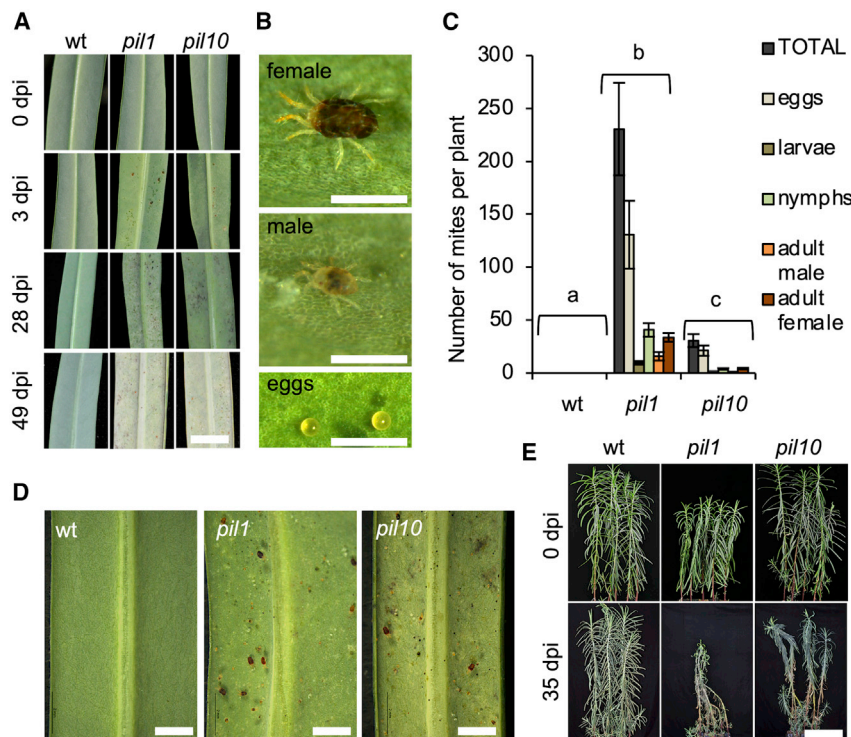 A
wt pil1 pil10
0 dpi
3 dpi
28 dpi
49 dpi
B
female
male
eggs
C
Number of mites per plant
300
250
200
150
100
50
0
a
b
c
wt pil1 pil10
TOTAL
eggs
larvae
nymphs
adult
male
adult
female
D
wt
pil1
pil10
E
wt pil1 pil10
0 dpi
35 dpi